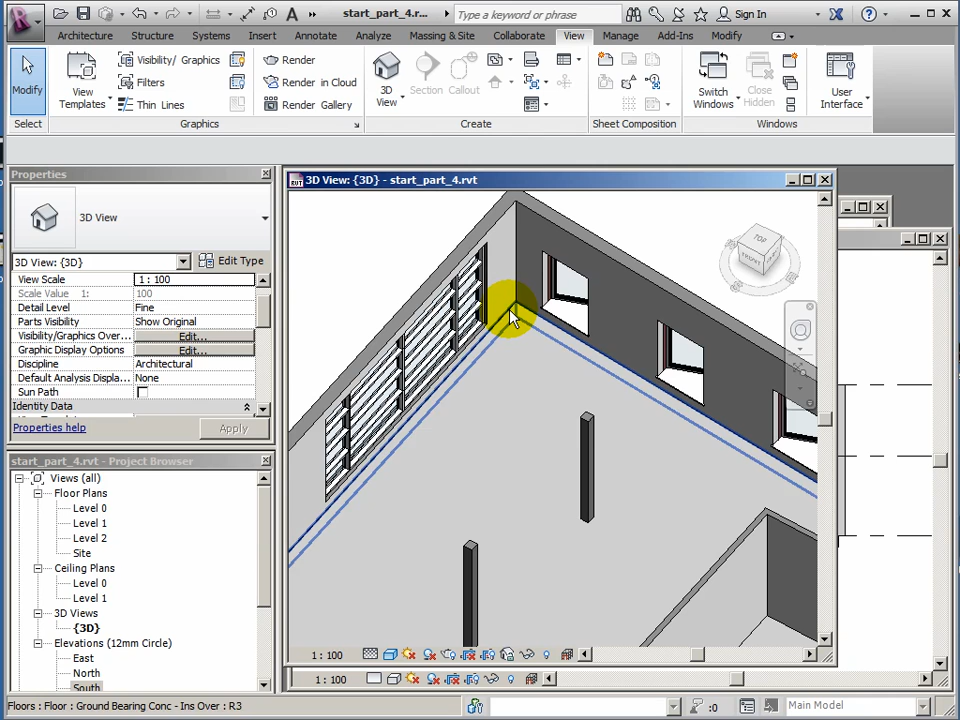 start_part_4.r...
Type a keyword or phrase
Sign In
Architecture Structure Systems Insert Annotate Analyze Massing & Site Collaborate View Manage Add-Ins Modify
Modify
View Templates
Visibility/ Graphics
Filters
Thin Lines
Render
Render in Cloud
Render Gallery
3D View
Section
Callout
Switch Windows
Close Hidden
User Interface
Select
Graphics
Create
Sheet Composition
Windows
Properties
3D View
3D View: {3D}
Edit Type
View Scale 1 : 100
Scale Value 1: 100
Detail Level Fine
Parts Visibility Show Original
Visibility/Graphics Over... Edit...
Graphic Display Options Edit...
Discipline Architectural
Default Analysis Displa... None
Sun Path
Identity Data
Properties help
Apply
start_part_4.rvt - Project Browser
Views (all)
Floor Plans
Level 0
Level 1
Level 2
Site
Ceiling Plans
Level 0
Level 1
3D Views
{3D}
Elevations (12mm Circle)
East
North
South
3D View: {3D} - start_part_4.rvt
TOP
FRONT
1 : 100
1 : 100
Floors : Floor : Ground Bearing Conc - Ins Over : R3
:0
Main Model